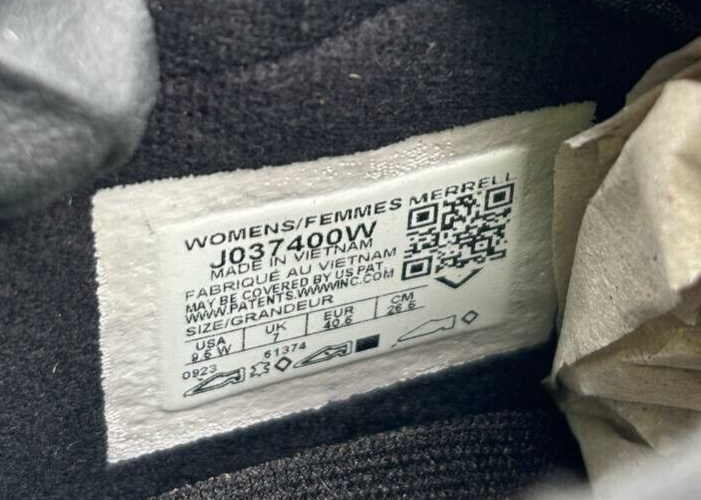 WOMENS/FEMMES MERRELL
J037400W
MADE IN VIETNAM
FABRIQUÉ AU VIETNAM
MAY BE COVERED BY US PAT.
WWW.PATENTS.WWWINC.COM
SIZE/GRANDEUR
USA UK EUR CM
9.5 W 7 40.5 26.5
0923 61374